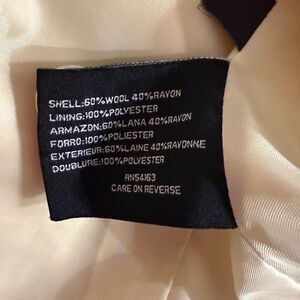 SHELL:60%WOOL 40%RAYON
LINING:100%POLYESTER
ARMAZON:60%LANA 40%RAYON
FORRO:100%POLIESTER
EXTERIEUR:60%LAINE 40%RAYONNE
DOUBLURE:100%POLYESTER
RN54163
CARE ON REVERSE